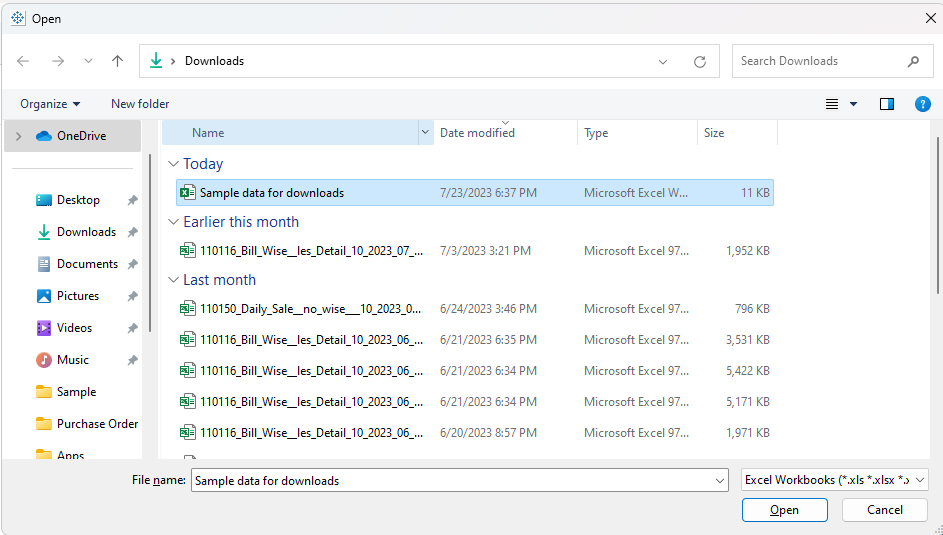 Open
Downloads
Search Downloads
Organize
New folder
?
OneDrive
Desktop
Downloads
Documents
Pictures
Videos
Music
Sample
Purchase Order
Apps
Name Date modified Type Size
Today
Sample data for downloads 7/23/2023 6:37 PM Microsoft Excel W... 11 KB
Earlier this month
110116_Bill_Wise__les_Detail_10_2023_07_... 7/3/2023 3:21 PM Microsoft Excel 97... 1,952 KB
Last month
110150_Daily_Sale__no_wise___10_2023_0... 6/24/2023 3:46 PM Microsoft Excel 97... 796 KB
110116_Bill_Wise__les_Detail_10_2023_06_... 6/21/2023 6:35 PM Microsoft Excel 97... 3,531 KB
110116_Bill_Wise__les_Detail_10_2023_06_... 6/21/2023 6:34 PM Microsoft Excel 97... 5,422 KB
110116_Bill_Wise__les_Detail_10_2023_06_... 6/21/2023 6:34 PM Microsoft Excel 97... 5,171 KB
110116_Bill_Wise__les_Detail_10_2023_06_... 6/20/2023 8:57 PM Microsoft Excel 97... 1,971 KB
File name: Sample data for downloads
Excel Workbooks (*.xls *.xlsx *.x
Open
Cancel